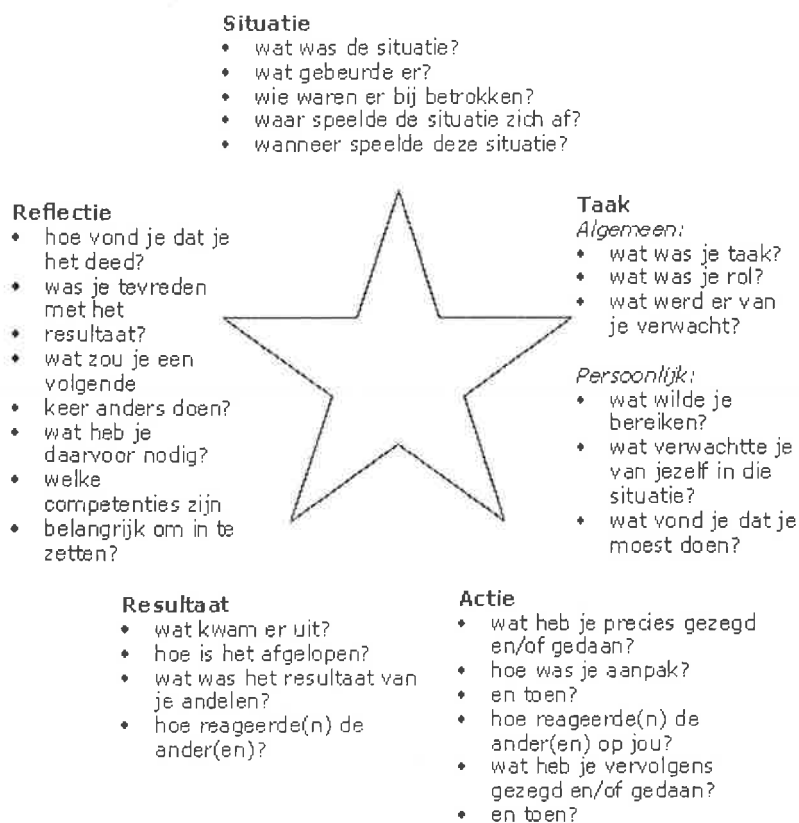 Situatie
• wat was de situatie?
• wat gebeurde er?
• wie waren er bij betrokken?
• waar speelde de situatie zich af?
• wanneer speelde deze situatie?
Taak
Algemeen:
• wat was je taak?
• wat was je rol?
• wat werd er van
je verwacht?
Persoonlijk:
• wat wilde je
bereiken?
• wat verwachtte je
van jezelf in die
situatie?
• wat vond je dat je
moest doen?
Actie
• wat heb je precies gezegd
en/of gedaan?
• hoe was je aanpak?
• en toen?
• hoe reageerde(n) de
ander(en) op jou?
• wat heb je vervolgens
gezegd en/of gedaan?
• en toen?
Resultaat
• wat kwam er uit?
• hoe is het afgelopen?
• wat was het resultaat van
je andelen?
• hoe reageerde(n) de
ander(en)?
Reflectie
• hoe vond je dat je
het deed?
• was je tevreden
met het
• resultaat?
• wat zou je een
volgende
• keer anders doen?
• wat heb je
daarvoor nodig?
• welke
competenties zijn
• belangrijk om in te
zetten?